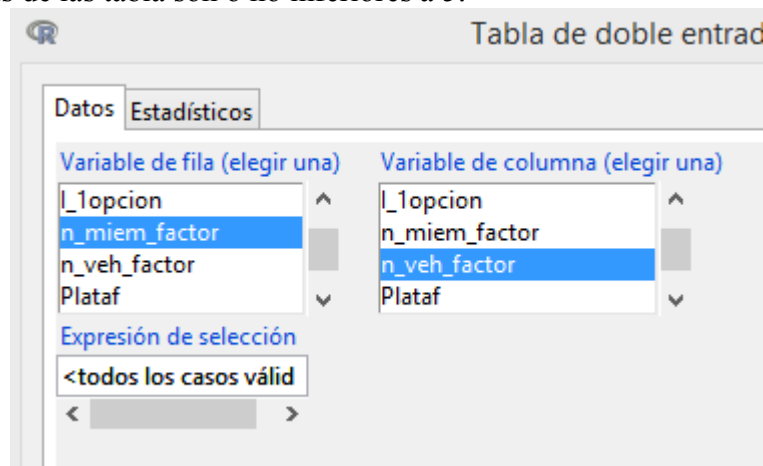 Tabla de doble entrad
Datos Estadísticos
Variable de fila (elegir una) Variable de columna (elegir una)
l_1opcion l_1opcion
n_miem_factor n_miem_factor
n_veh_factor n_veh_factor
Plataf Plataf
Expresión de selección
<todos los casos válid